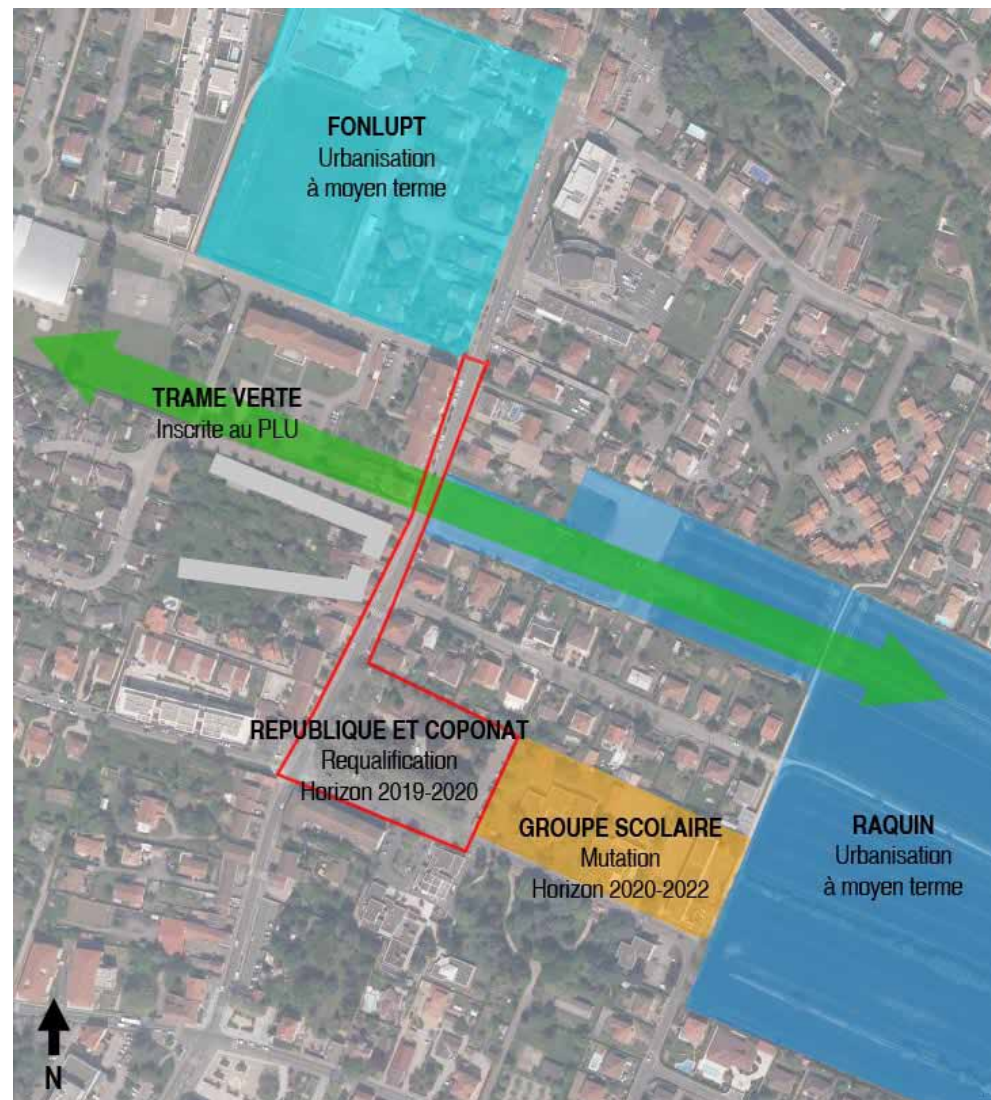 FONLUPT
Urbanisation
à moyen terme
TRAME VERTE
Inscrite au PLU
REPUBLIQUE ET COPONAT
Requalification
Horizon 2019-2020
GROUPE SCOLAIRE
Mutation
Horizon 2020-2022
RAQUIN
Urbanisation
à moyen terme
N